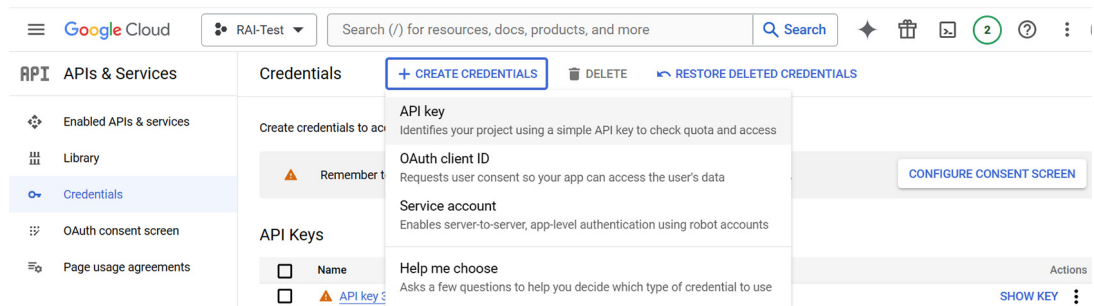 Google Cloud
RAI-Test
Search (/) for resources, docs, products, and more
Search
2
API APIs & Services
Credentials
+ CREATE CREDENTIALS
DELETE
RESTORE DELETED CREDENTIALS
Enabled APIs & services
Library
Credentials
OAuth consent screen
Page usage agreements
Create credentials to
Remember
CONFIGURE CONSENT SCREEN
API key
Identifies your project using a simple API key to check quota and access
OAuth client ID
Requests user consent so your app can access the user's data
Service account
Enables server-to-server, app-level authentication using robot accounts
Help me choose
Asks a few questions to help you decide which type of credential to use
API Keys
Name
Actions
API key 3
SHOW KEY